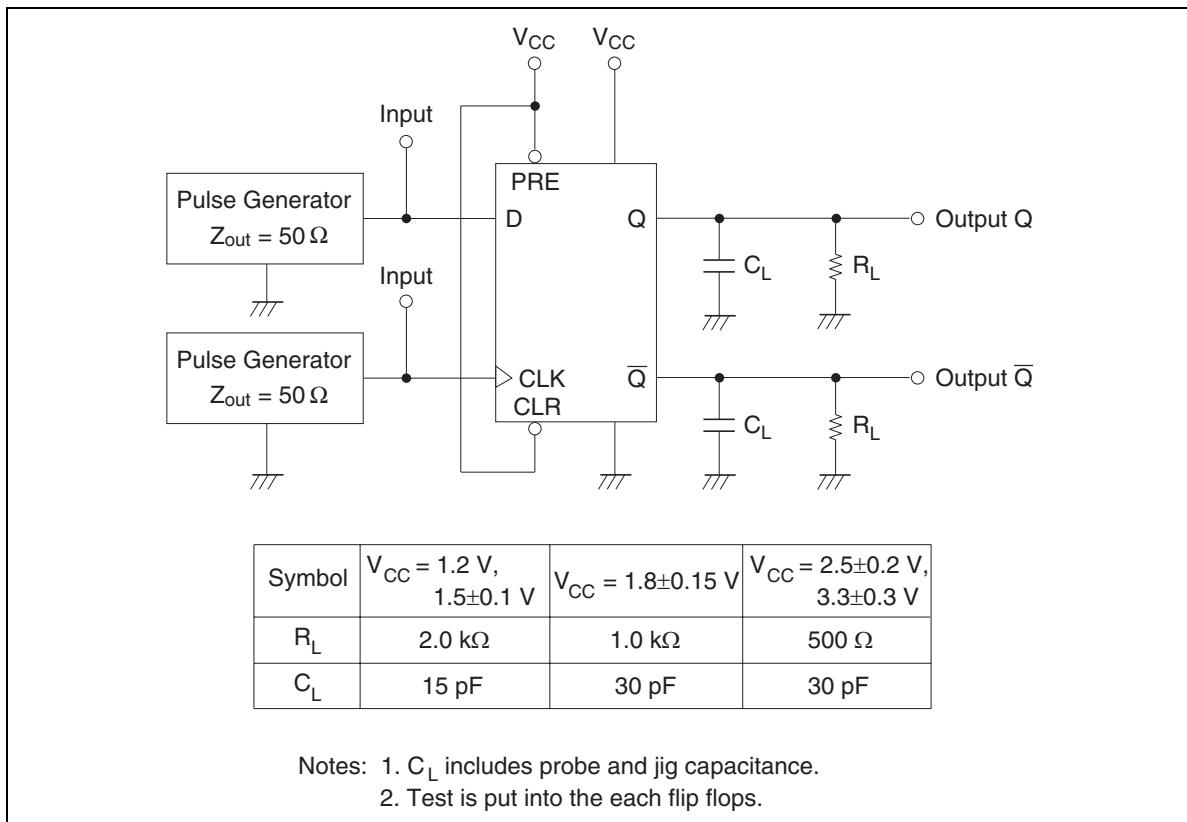 VCC VCC
Input
Pulse Generator
Zout = 50 Ω
PRE
D Q
Output Q
CL RL
Input
Pulse Generator
Zout = 50 Ω
CLK Q̅
CLR
Output Q̅
CL RL
Symbol VCC = 1.2 V, 1.5±0.1 V VCC = 1.8±0.15 V VCC = 2.5±0.2 V, 3.3±0.3 V
RL 2.0 kΩ 1.0 kΩ 500 Ω
CL 15 pF 30 pF 30 pF
Notes: 1. CL includes probe and jig capacitance.
2. Test is put into the each flip flops.